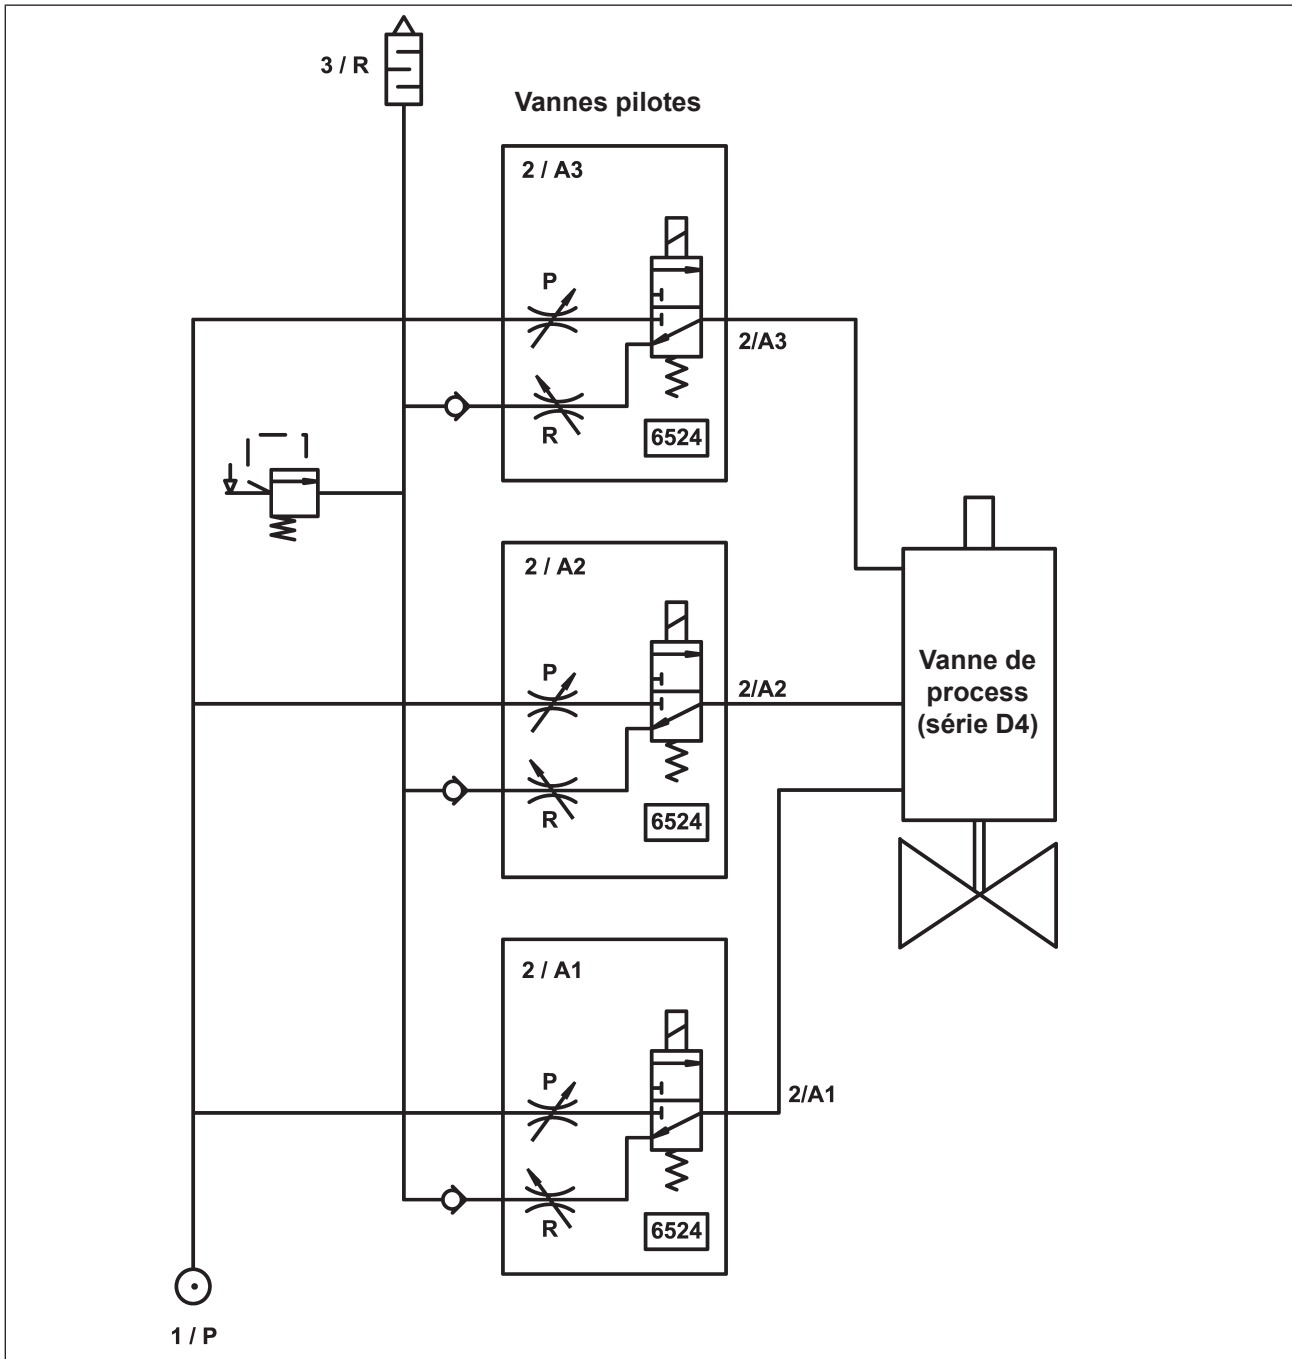 3 / R
Vannes pilotes
2 / A3
P
2/A3
R
6524
2 / A2
P
2/A2
R
6524
Vanne de
process
(série D4)
2 / A1
P
2/A1
R
6524
1 / P